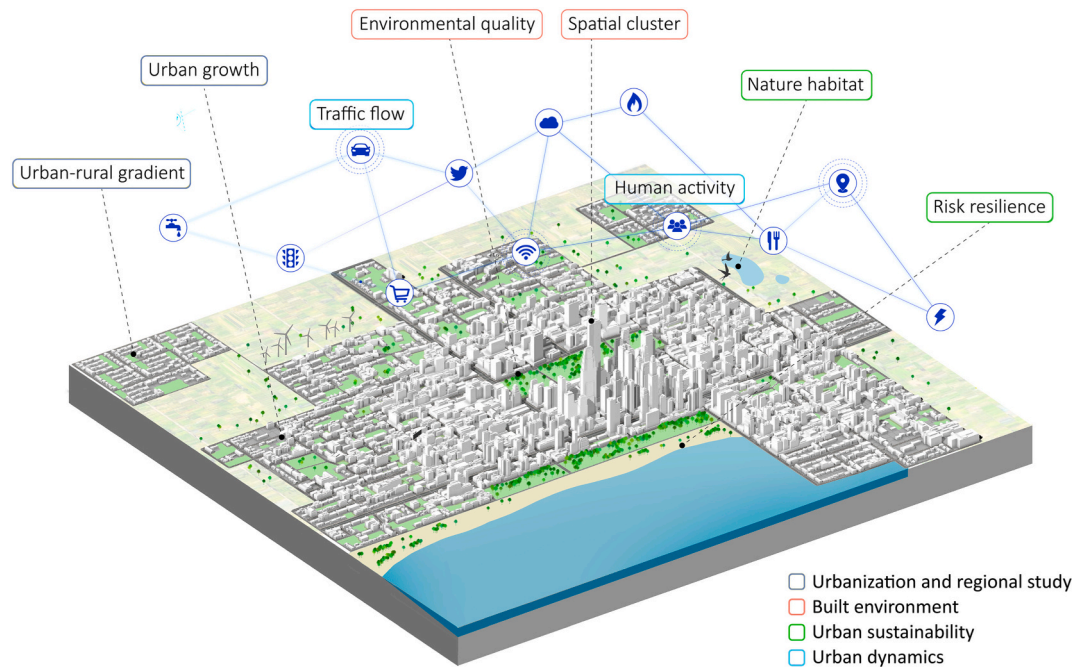 Environmental quality
Spatial cluster
Urban growth
Nature habitat
Traffic flow
Urban-rural gradient
Human activity
Risk resilience
Urbanization and regional study
Built environment
Urban sustainability
Urban dynamics